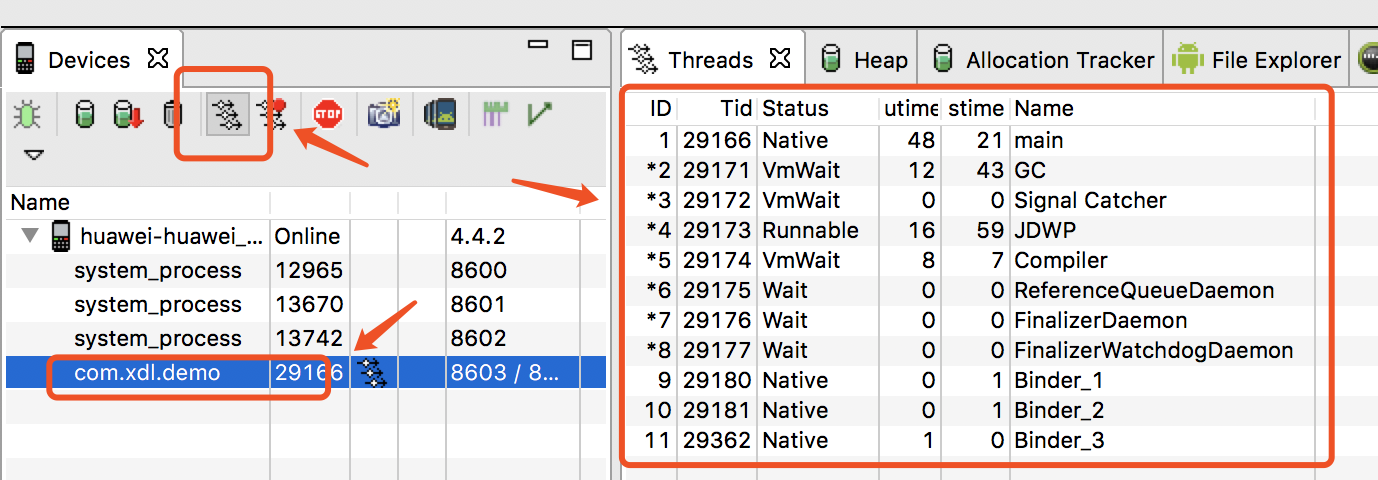 Devices
Name
huawei-huawei_... Online 4.4.2
system_process 12965 8600
system_process 13670 8601
system_process 13742 8602
com.xdl.demo 29166 8603 / 8...
Threads Heap Allocation Tracker File Explorer
ID Tid Status utime stime Name
1 29166 Native 48 21 main
*2 29171 VmWait 12 43 GC
*3 29172 VmWait 0 0 Signal Catcher
*4 29173 Runnable 16 59 JDWP
*5 29174 VmWait 8 7 Compiler
*6 29175 Wait 0 0 ReferenceQueueDaemon
*7 29176 Wait 0 0 FinalizerDaemon
*8 29177 Wait 0 0 FinalizerWatchdogDaemon
9 29180 Native 0 1 Binder_1
10 29181 Native 0 1 Binder_2
11 29362 Native 1 0 Binder_3
STOP